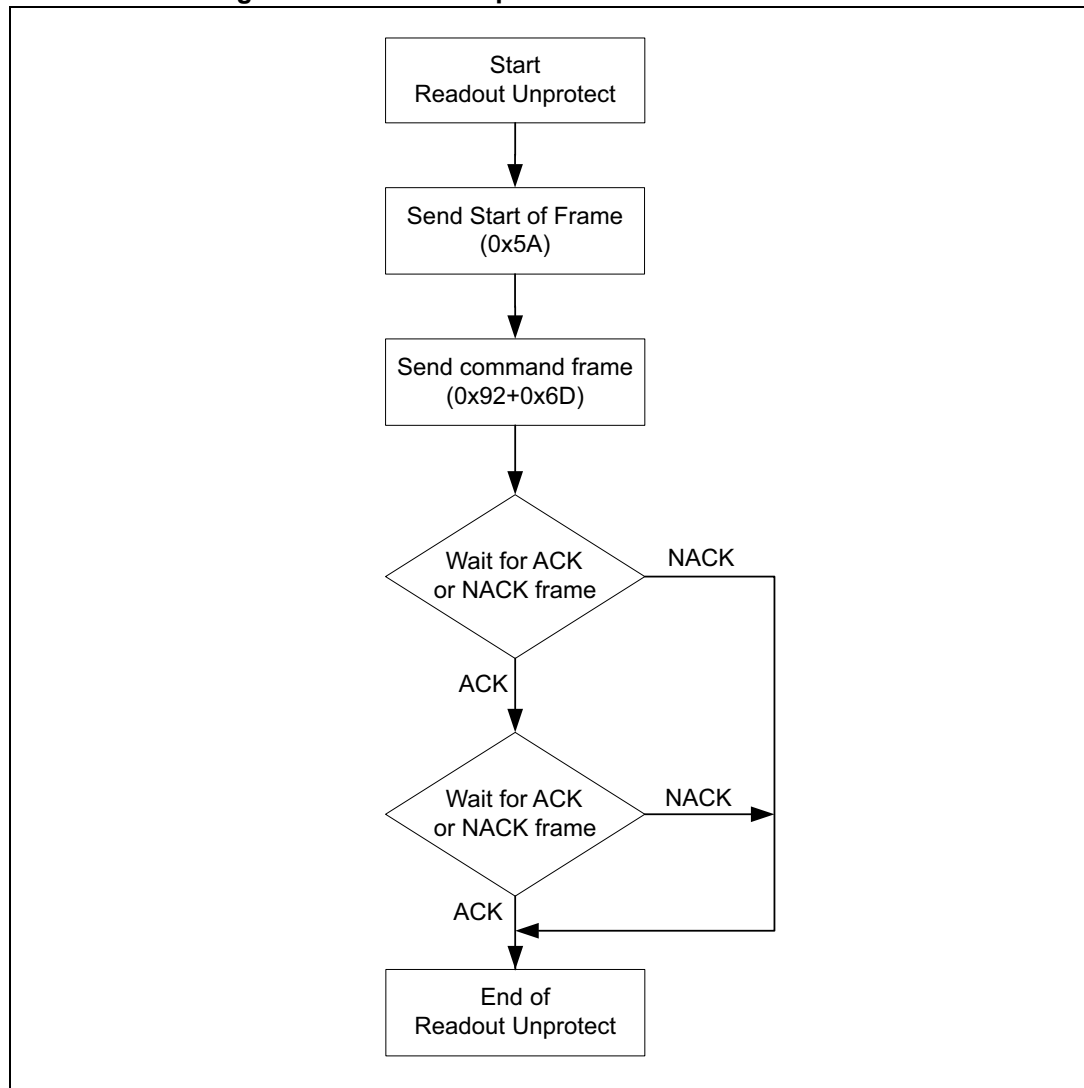 Start
Readout Unprotect
Send Start of Frame
(0x5A)
Send command frame
(0x92+0x6D)
Wait for ACK
or NACK frame
NACK
ACK
Wait for ACK
or NACK frame
NACK
ACK
End of
Readout Unprotect